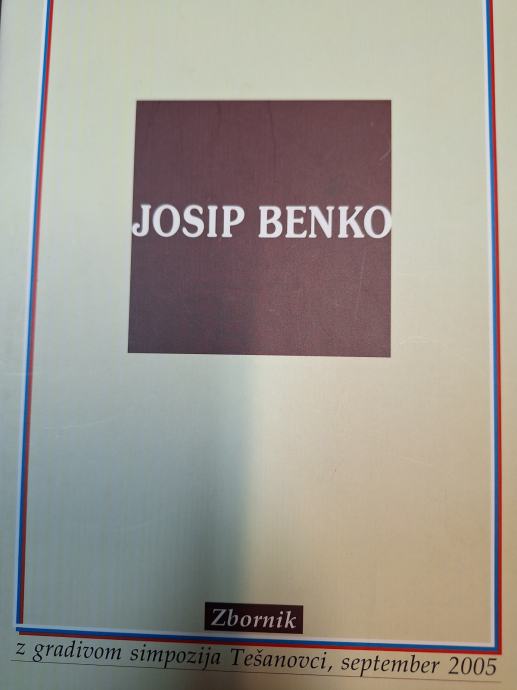 JOSIP BENKO
Zbornik
z gradivom simpozija Tešanovci, september 2005